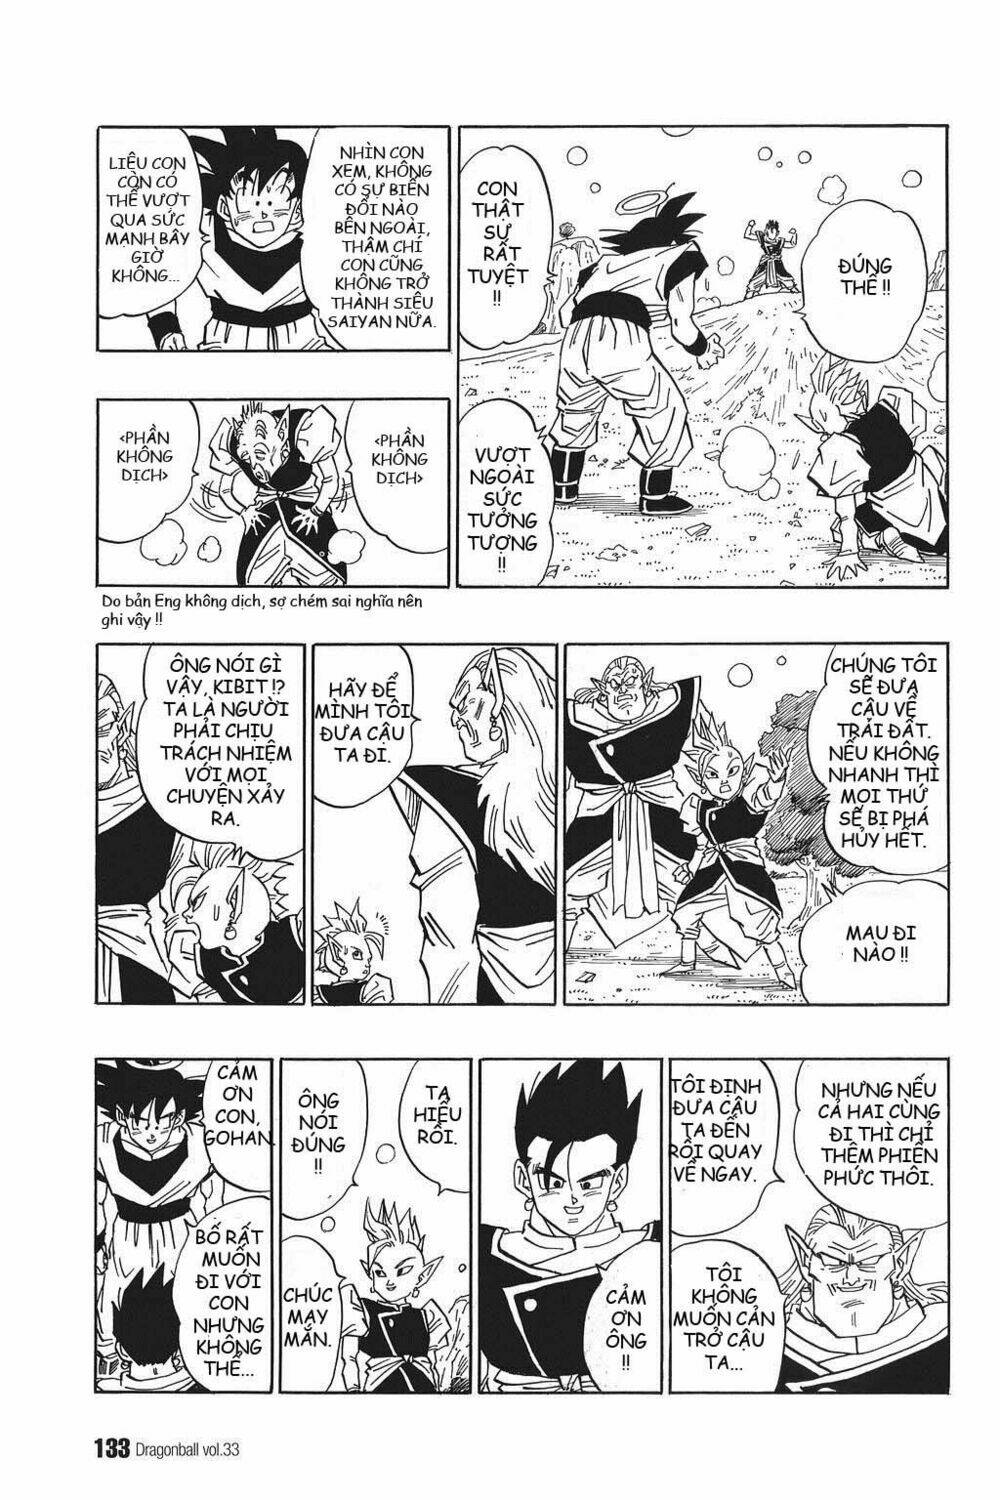 ĐÚNG
THẾ !!
CON
THẬT
SỰ
RẤT
TUYỆT
!!
VƯỢT
NGOÀI
SỨC
TƯỞNG
TƯỢNG
!!
NHÌN CON
XEM, KHÔNG
CÓ SỰ BIẾN
ĐỔI NÀO
BÊN NGOÀI,
THẬM CHÍ
CON CŨNG
KHÔNG TRỞ
THÀNH SIÊU
SAIYAN NỮA.
LIỆU CON
CÒN CÓ
THỂ VƯỢT
QUA SỨC
MẠNH BÂY
GIỜ
KHÔNG...
<PHẦN
KHÔNG
DỊCH>
<PHẦN
KHÔNG
DỊCH>
Do bản Eng không dịch, sợ chém sai nghĩa nên
ghi vậy !!
CHÚNG TÔI
SẼ ĐƯA
CẬU VỀ
TRÁI ĐẤT.
NẾU KHÔNG
NHANH THÌ
MỌI THỨ
SẼ BỊ PHÁ
HỦY HẾT.
MAU ĐI
NÀO !!
HÃY ĐỂ
MÌNH TÔI
ĐƯA CẬU
TA ĐI.
ÔNG NÓI GÌ
VẬY, KIBIT !?
TA LÀ NGƯỜI
PHẢI CHỊU
TRÁCH NHIỆM
VỚI MỌI
CHUYỆN XẢY
RA.
NHƯNG NẾU
CẢ HAI CÙNG
ĐI THÌ CHỈ
THÊM PHIỀN
PHỨC THÔI.
TÔI ĐỊNH
ĐƯA CẬU
TA ĐẾN
RỒI QUAY
VỀ NGAY.
TÔI
KHÔNG
MUỐN CẢN
TRỞ CẬU
TA...
CẢM
ƠN
ÔNG
!!
TA
HIỂU
RỒI.
ÔNG
NÓI
ĐÚNG
!!
CHÚC
MAY
MẮN.
CẢM
ƠN
CON,
GOHAN.
BỐ RẤT
MUỐN
ĐI VỚI
CON
NHƯNG
KHÔNG
THỂ...
133 Dragonball vol.33